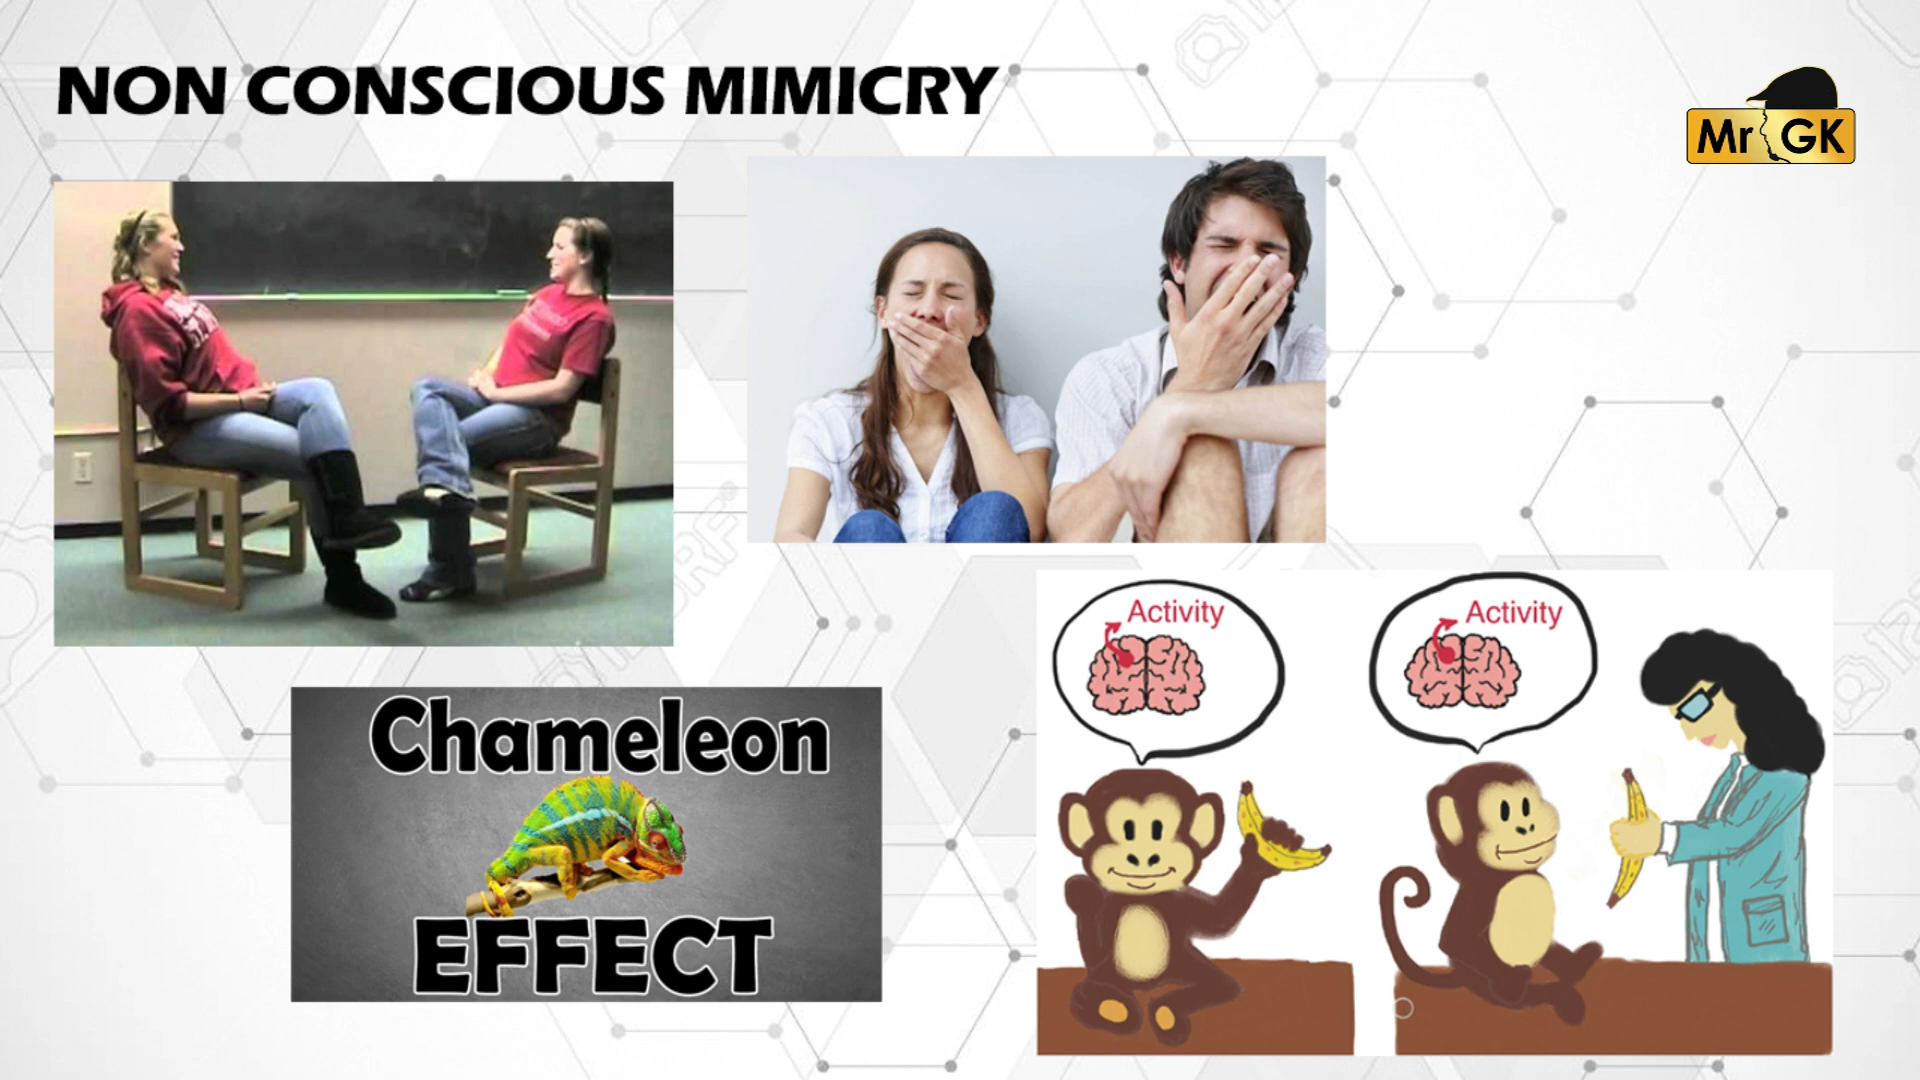 NON CONSCIOUS MIMICRY
Mr GK
Chameleon
EFFECT
Activity
Activity